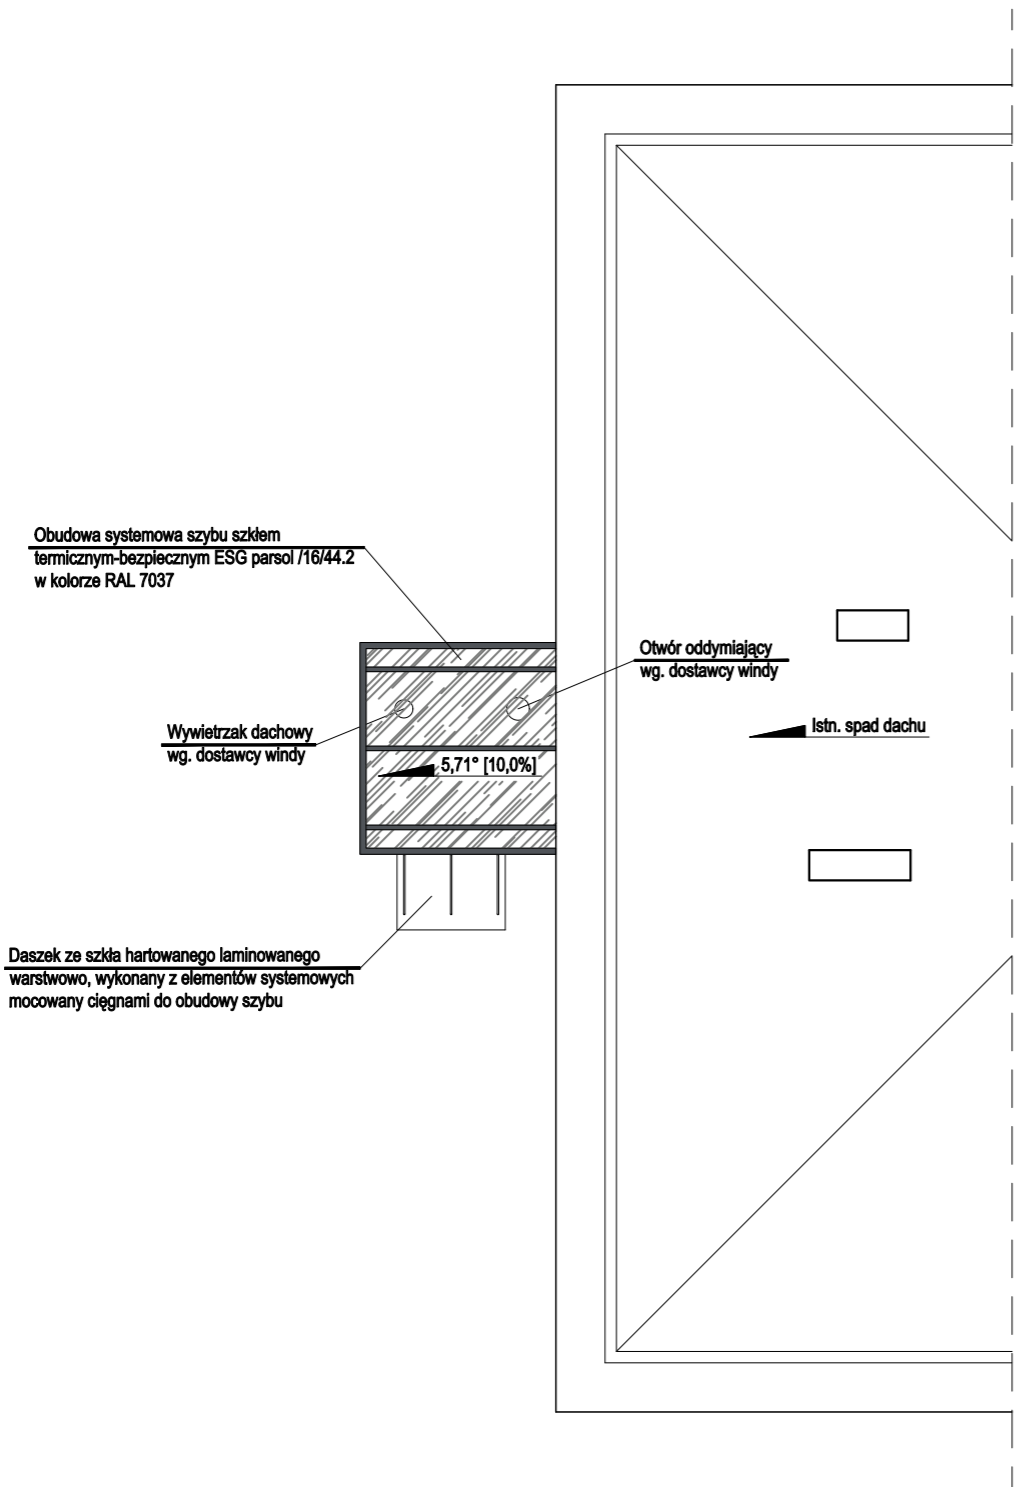 Obudowa systemowa szybu szkłem
termicznym-bezpiecznym ESG parsol /16/44.2
w kolorze RAL 7037
Otwór oddymiający
wg. dostawcy windy
Wywietrzak dachowy
wg. dostawcy windy
Istn. spad dachu
5,71° [10,0%]
Daszek ze szkła hartowanego laminowanego
warstwowo, wykonany z elementów systemowych
mocowany cięgnami do obudowy szybu